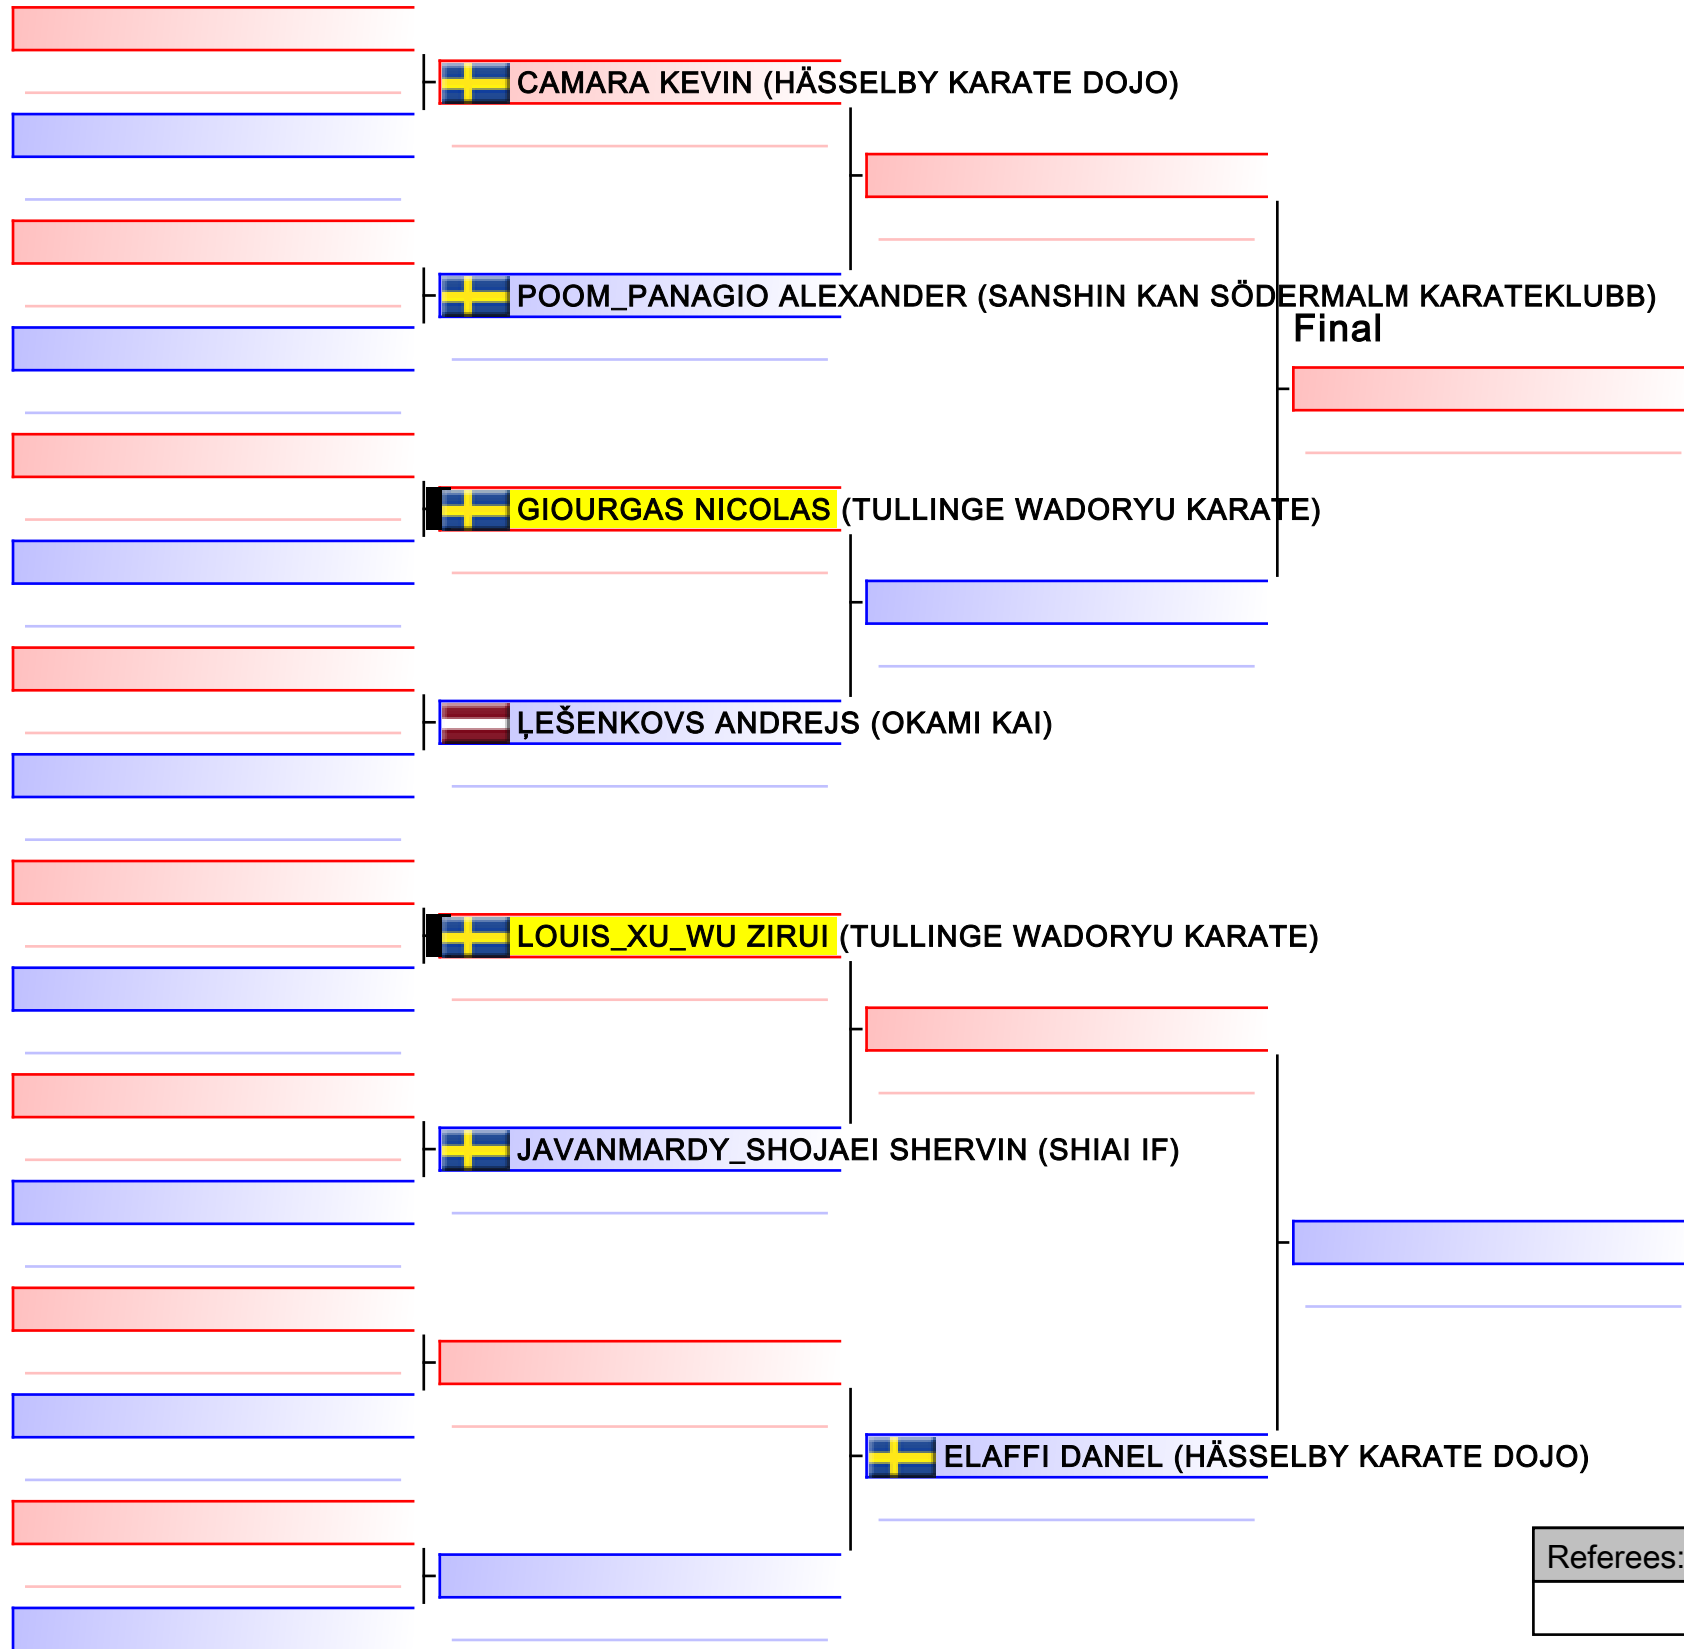 CAMARA KEVIN (HÄSSELBY KARATE DOJO)
POOM_PANAGIO ALEXANDER (SANSHIN KAN SÖDERMALM KARATEKLUBB)
Final
GIOURGAS NICOLAS (TULLINGE WADORYU KARATE)
ĻEŠENKOVS ANDREJS (OKAMI KAI)
LOUIS_XU_WU ZIRUI (TULLINGE WADORYU KARATE)
JAVANMARDY_SHOJAEI SHERVIN (SHIAI IF)
ELAFFI DANEL (HÄSSELBY KARATE DOJO)
Referees: